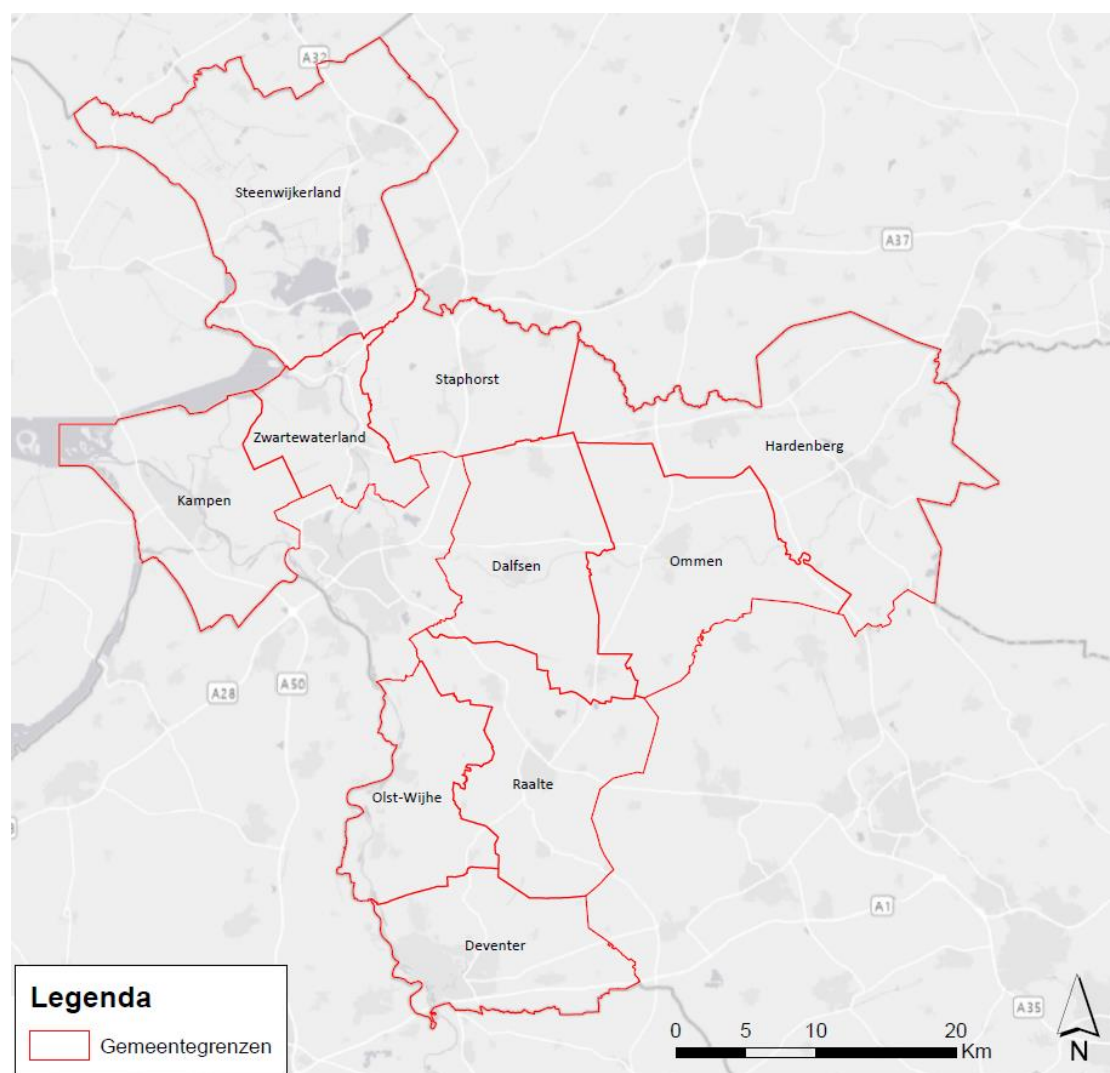 A32
Steenwijkerland
A37
Staphorst
Zwartewaterland
Hardenberg
Kampen
Dalfsen
Ommen
A28
A50
Raalte
Olst-Wijhe
A1
Deventer
Legenda
Gemeentegrenzen
0 5 10 20
Km
A35
N